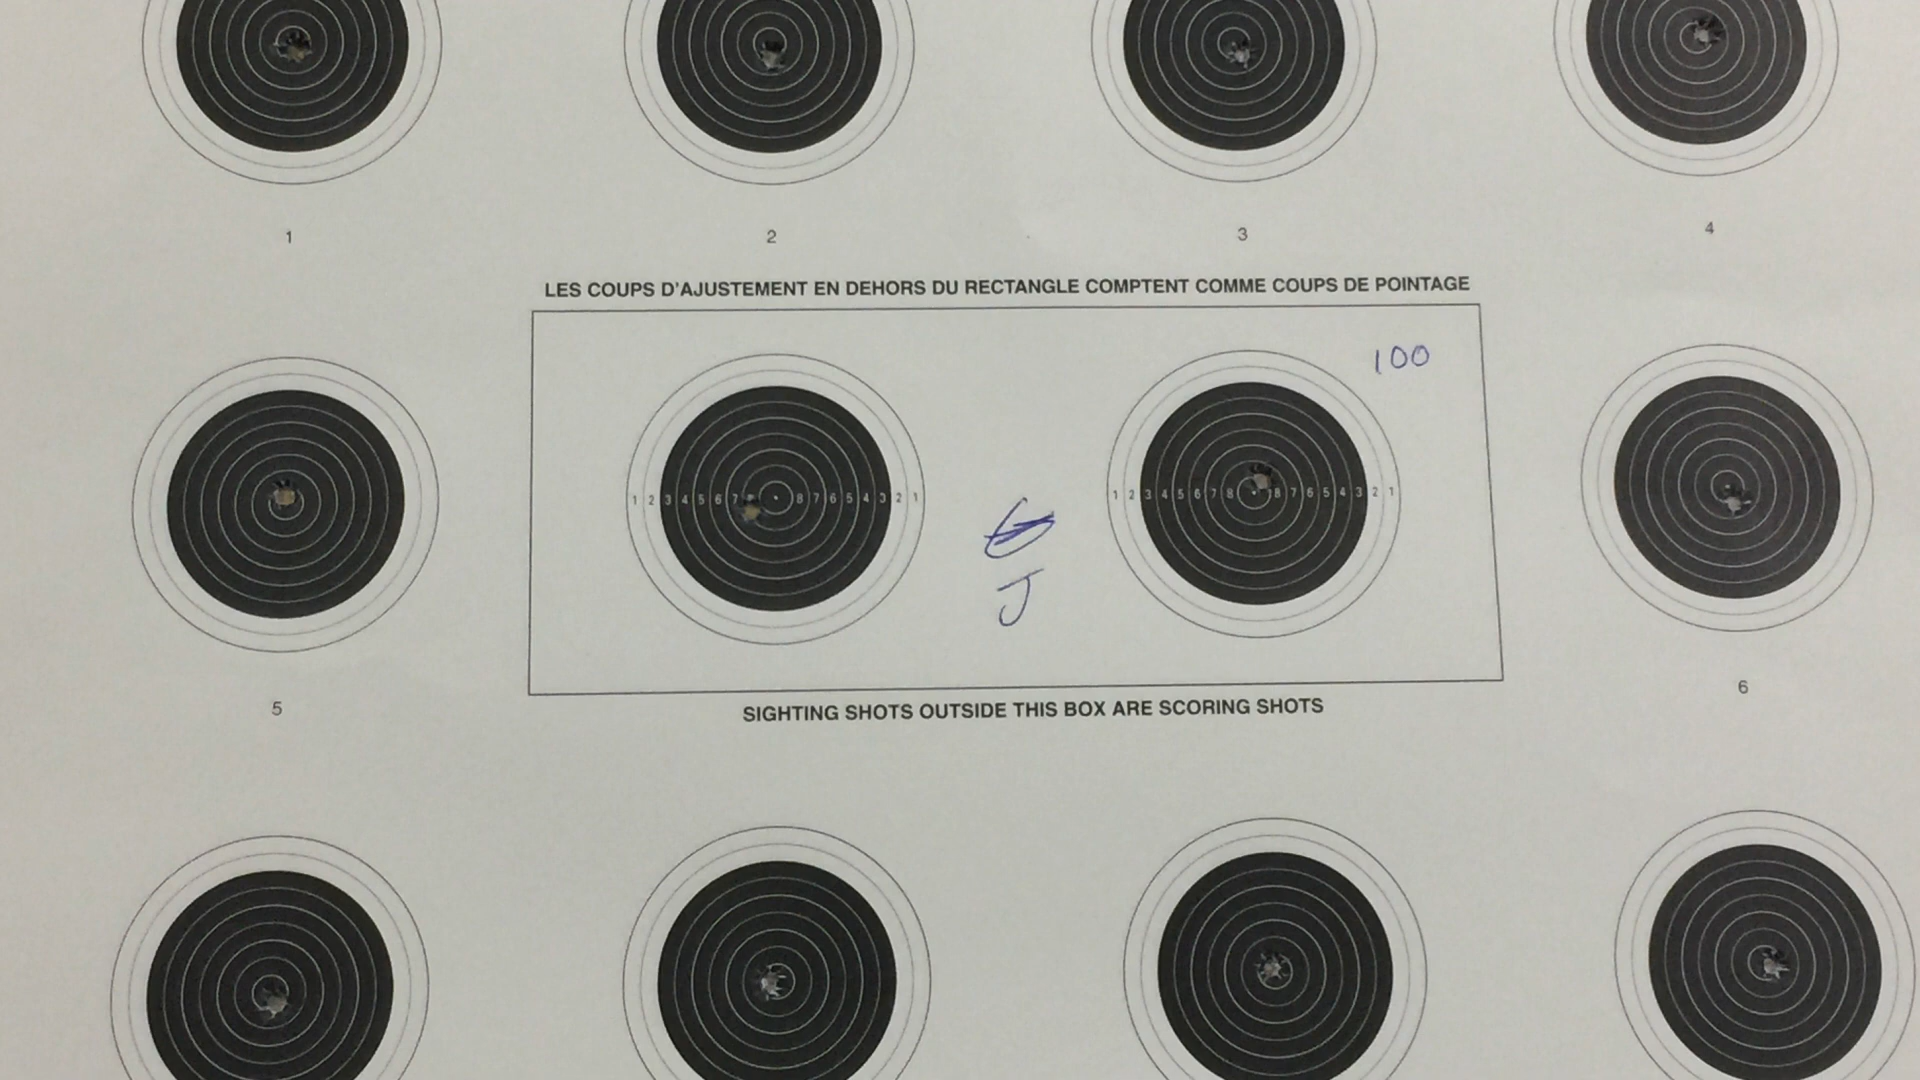 1 2 3 4
LES COUPS D'AJUSTEMENT EN DEHORS DU RECTANGLE COMPTENT COMME COUPS DE POINTAGE
100
1 2 3 4 5 6 7 8 7 6 5 4 3 2 1
1 2 3 4 5 6 7 8 8 7 6 5 4 3 2 1
J
5
6
SIGHTING SHOTS OUTSIDE THIS BOX ARE SCORING SHOTS